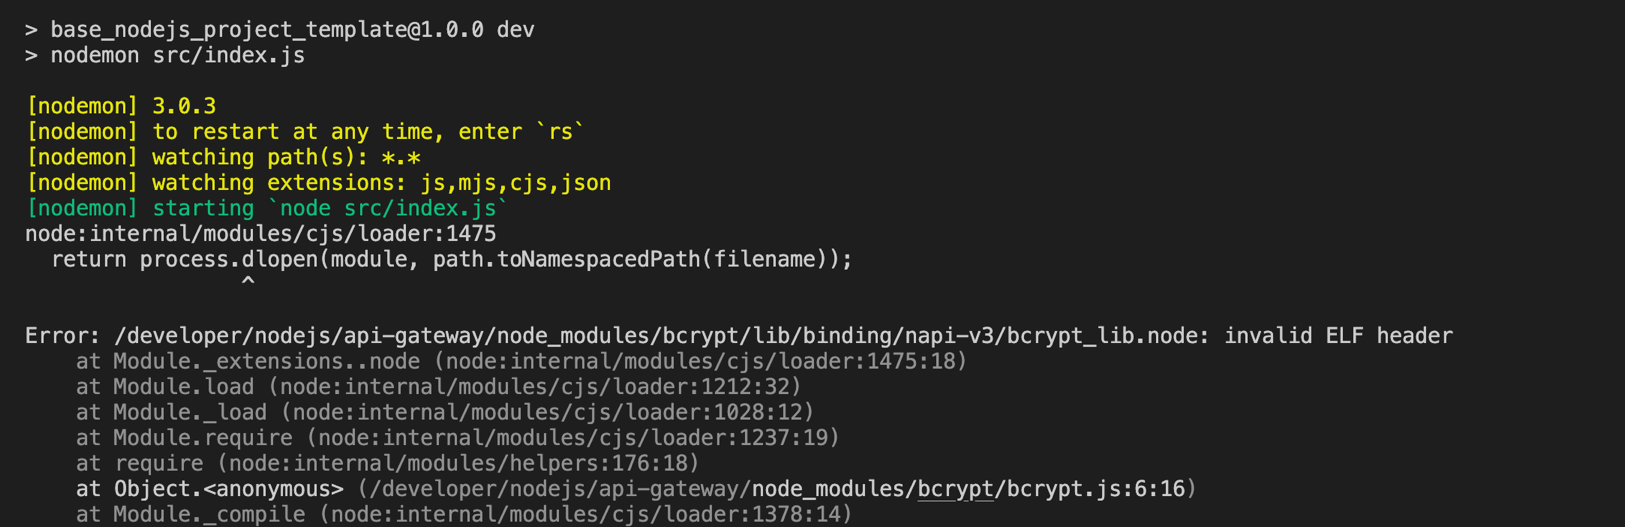 > base_nodejs_project_template@1.0.0 dev
> nodemon src/index.js
[nodemon] 3.0.3
[nodemon] to restart at any time, enter `rs`
[nodemon] watching path(s): *.*
[nodemon] watching extensions: js,mjs,cjs,json
[nodemon] starting `node src/index.js`
node:internal/modules/cjs/loader:1475
  return process.dlopen(module, path.toNamespacedPath(filename));
                 ^
Error: /developer/nodejs/api-gateway/node_modules/bcrypt/lib/binding/napi-v3/bcrypt_lib.node: invalid ELF header
    at Module._extensions..node (node:internal/modules/cjs/loader:1475:18)
    at Module.load (node:internal/modules/cjs/loader:1212:32)
    at Module._load (node:internal/modules/cjs/loader:1028:12)
    at Module.require (node:internal/modules/cjs/loader:1237:19)
    at require (node:internal/modules/helpers:176:18)
    at Object.<anonymous> (/developer/nodejs/api-gateway/node_modules/bcrypt/bcrypt.js:6:16)
    at Module._compile (node:internal/modules/cjs/loader:1378:14)